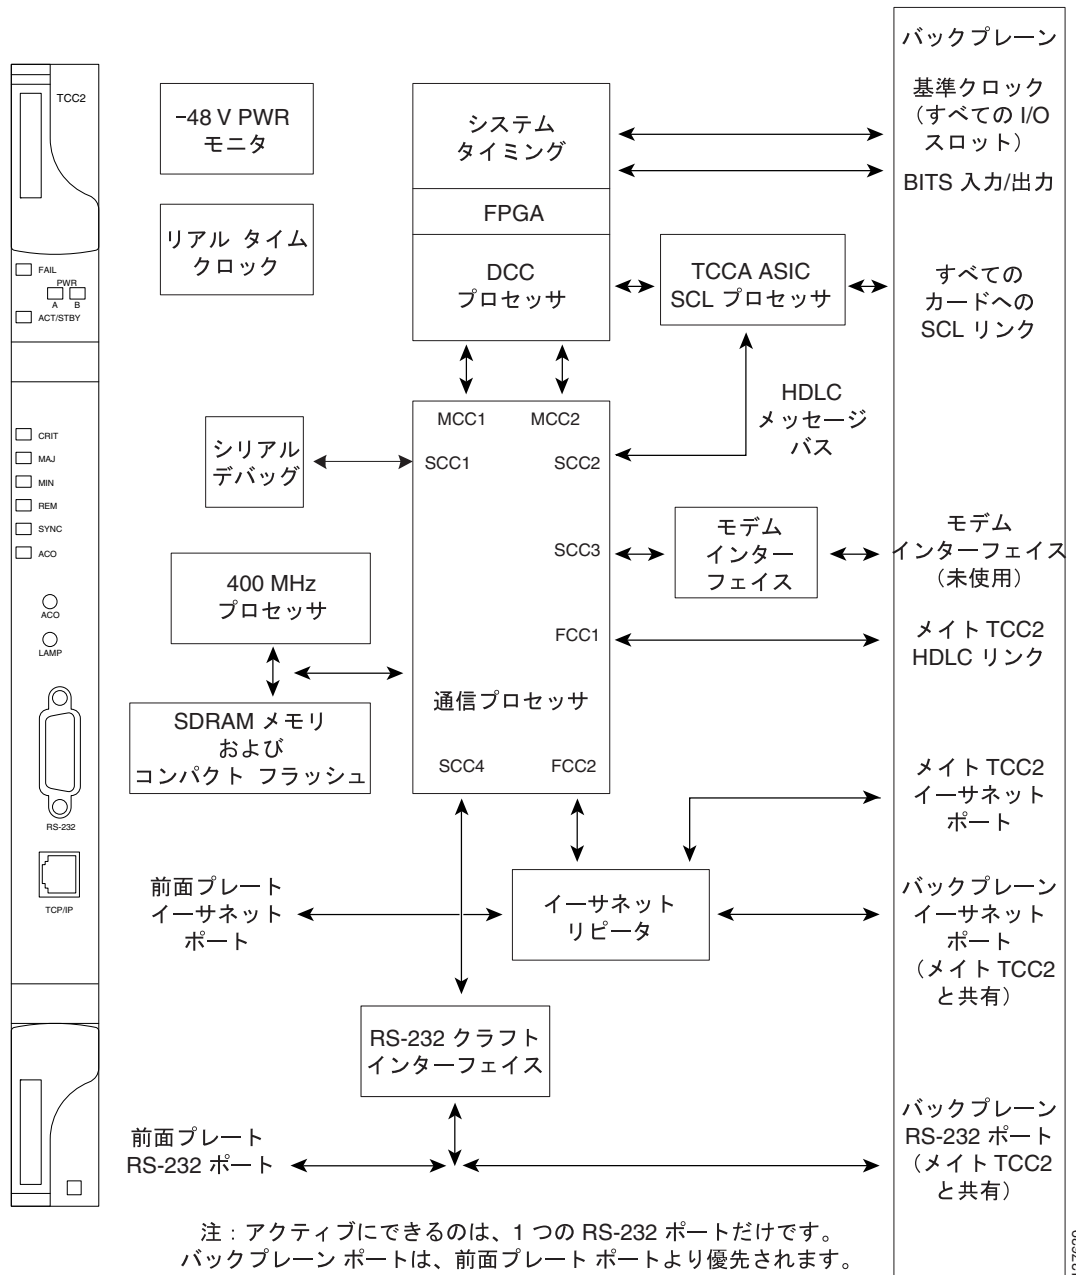 TCC2
FAIL
PWR
A B
ACT/STBY
CRIT
MAJ
MIN
REM
SYNC
ACO
ACO
LAMP
RS-232
TCP/IP
−48 V PWR
モニタ
リアル タイム
クロック
システム
タイミング
FPGA
DCC
プロセッサ
TCCA ASIC
SCL プロセッサ
HDLC
メッセージ
バス
シリアル
デバッグ
MCC1 MCC2
SCC1 SCC2
SCC3
FCC1
通信プロセッサ
SCC4 FCC2
モデム
インター
フェイス
400 MHz
プロセッサ
SDRAM メモリ
および
コンパクト フラッシュ
前面プレート
イーサネット
ポート
イーサネット
リピータ
RS-232 クラフト
インターフェイス
前面プレート
RS-232 ポート
バックプレーン
基準クロック
（すべての I/O
スロット）
BITS 入力/出力
すべての
カードへの
SCL リンク
モデム
インターフェイス
（未使用）
メイト TCC2
HDLC リンク
メイト TCC2
イーサネット
ポート
バックプレーン
イーサネット
ポート
（メイト TCC2
と共有）
バックプレーン
RS-232 ポート
（メイト TCC2
と共有）
注 : アクティブにできるのは、1 つの RS-232 ポートだけです。
バックプレーン ポートは、前面プレート ポートより優先されます。